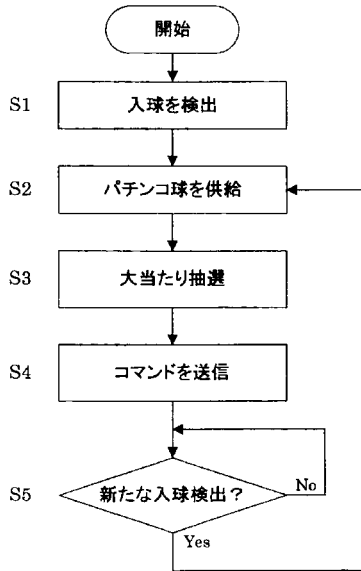 開始
S1 入球を検出
S2 パチンコ球を供給
S3 大当たり抽選
S4 コマンドを送信
S5 新たな入球検出？ No
Yes